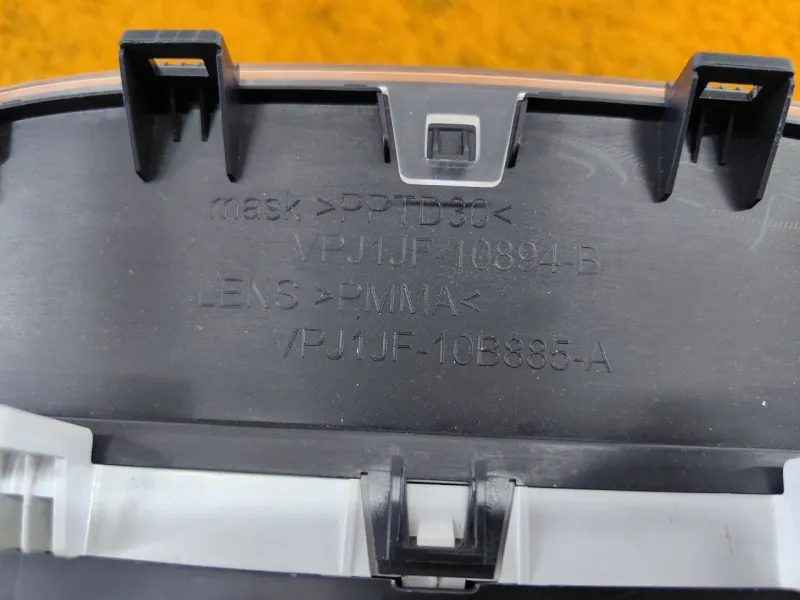 mask >PPTD30<
VPJ1JF-10894-B
LENS >PMMA<
VPJ1JF-10B885-A